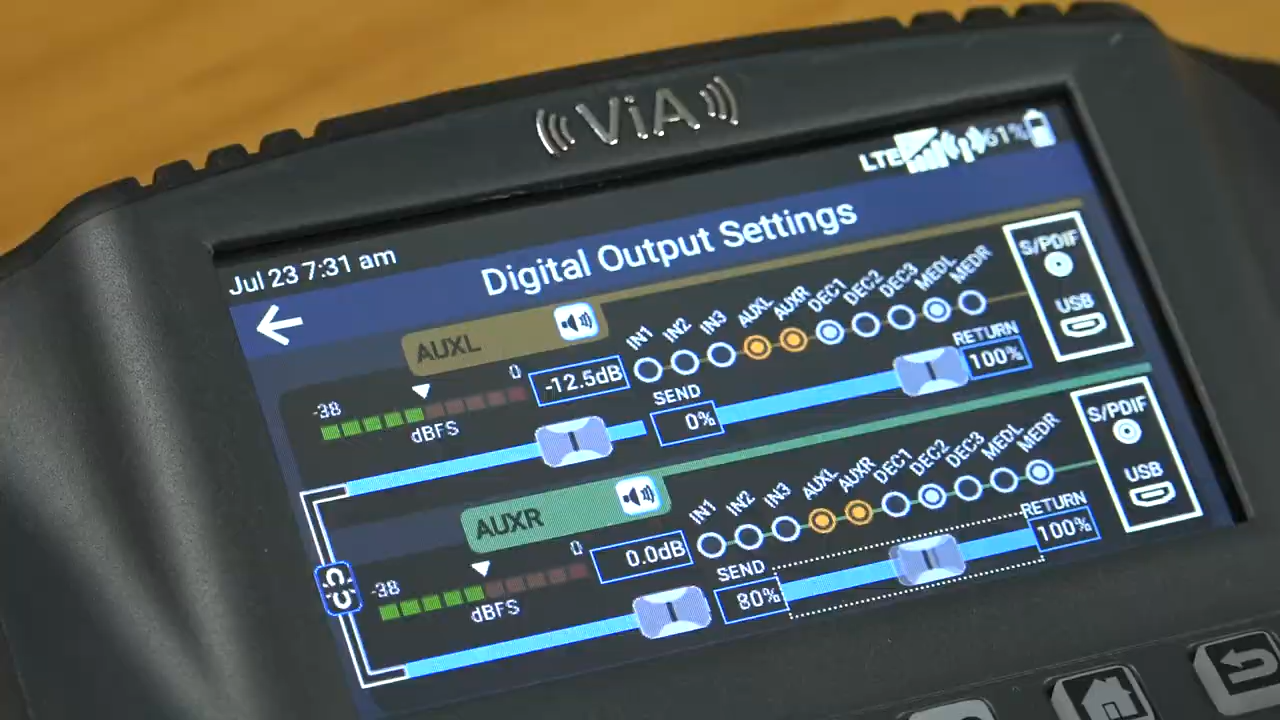 ViA
LTE 61%
Jul 23 7:31 am
Digital Output Settings
AUXL
IN1 IN2 IN3 AUXL AUXR DEC1 DEC2 DEC3 MEDL MEDR
S/PDIF
USB
-38 0
dBFS
-12.5dB
SEND
0%
RETURN
100%
AUXR
IN1 IN2 IN3 AUXL AUXR DEC1 DEC2 DEC3 MEDL MEDR
S/PDIF
USB
-38 0
dBFS
0.0dB
SEND
80%
RETURN
100%